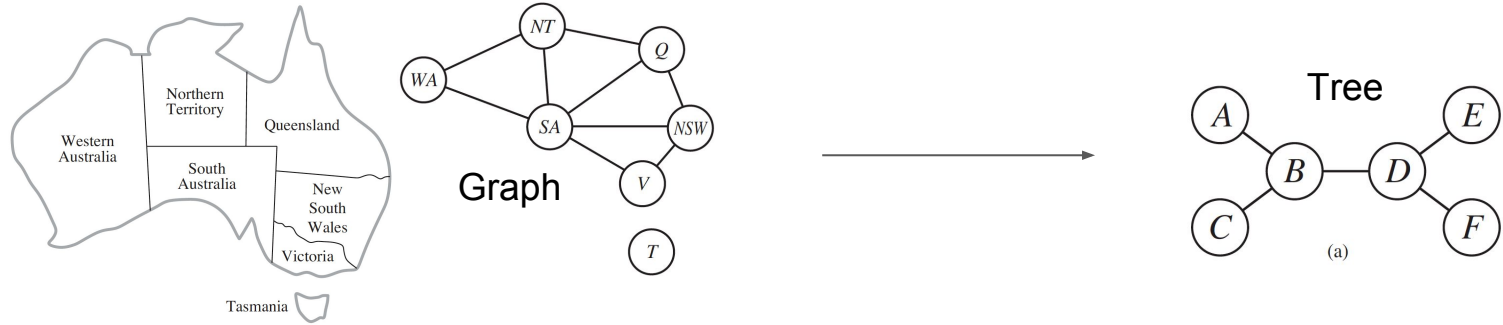 Western
Australia
Northern
Territory
Queensland
South
Australia
New
South
Wales
Victoria
Tasmania
NT
Q
WA
SA
NSW
V
T
Graph
Tree
A
E
B
D
C
F
(a)